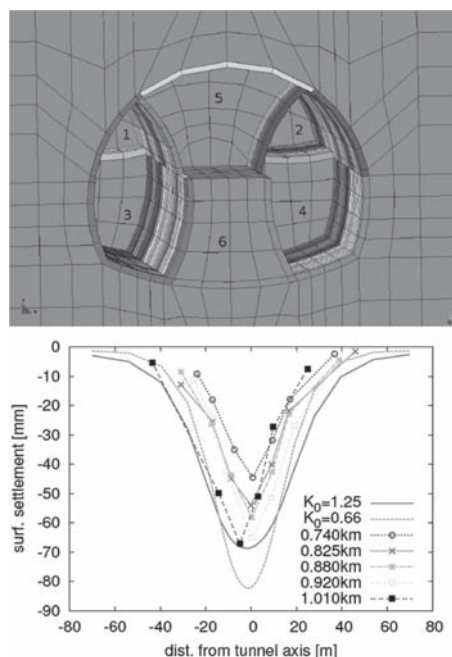 5
1
2
3
4
6
0
-10
-20
-30
-40
-50
-60
-70
-80
-90
surf. settlement [mm]
K0=1.25
K0=0.66
0.740km
0.825km
0.880km
0.920km
1.010km
-80 -60 -40 -20 0 20 40 60 80
dist. from tunnel axis [m]